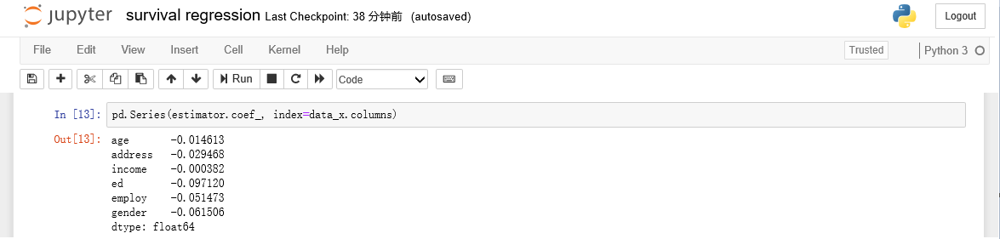 jupyter survival regression Last Checkpoint: 38 分钟前 (autosaved) Logout
File Edit View Insert Cell Kernel Help Trusted Python 3
Run Code
In [13]: pd.Series(estimator.coef_, index=data_x.columns)
Out[13]: age -0.014613
address -0.029468
income -0.000382
ed -0.097120
employ -0.051473
gender -0.061506
dtype: float64